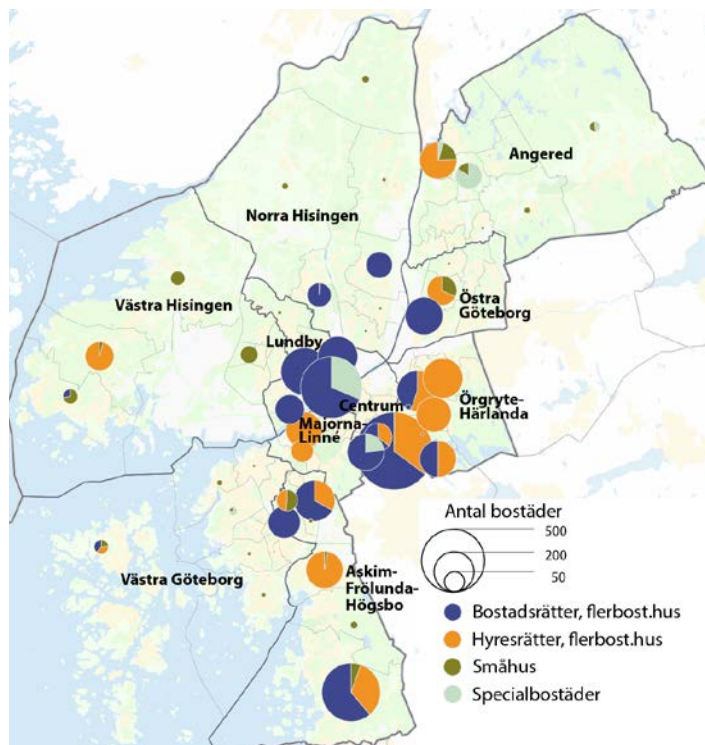 Angered
Norra Hisingen
Västra Hisingen
Östra
Göteborg
Lundby
Centrum
Örgryte-
Härlanda
Majorna-
Linné
Västra Göteborg
Askim-
Frölunda-
Högsbo
Antal bostäder
500
200
50
Bostadsrätter, flerbost.hus
Hyresrätter, flerbost.hus
Småhus
Specialbostäder